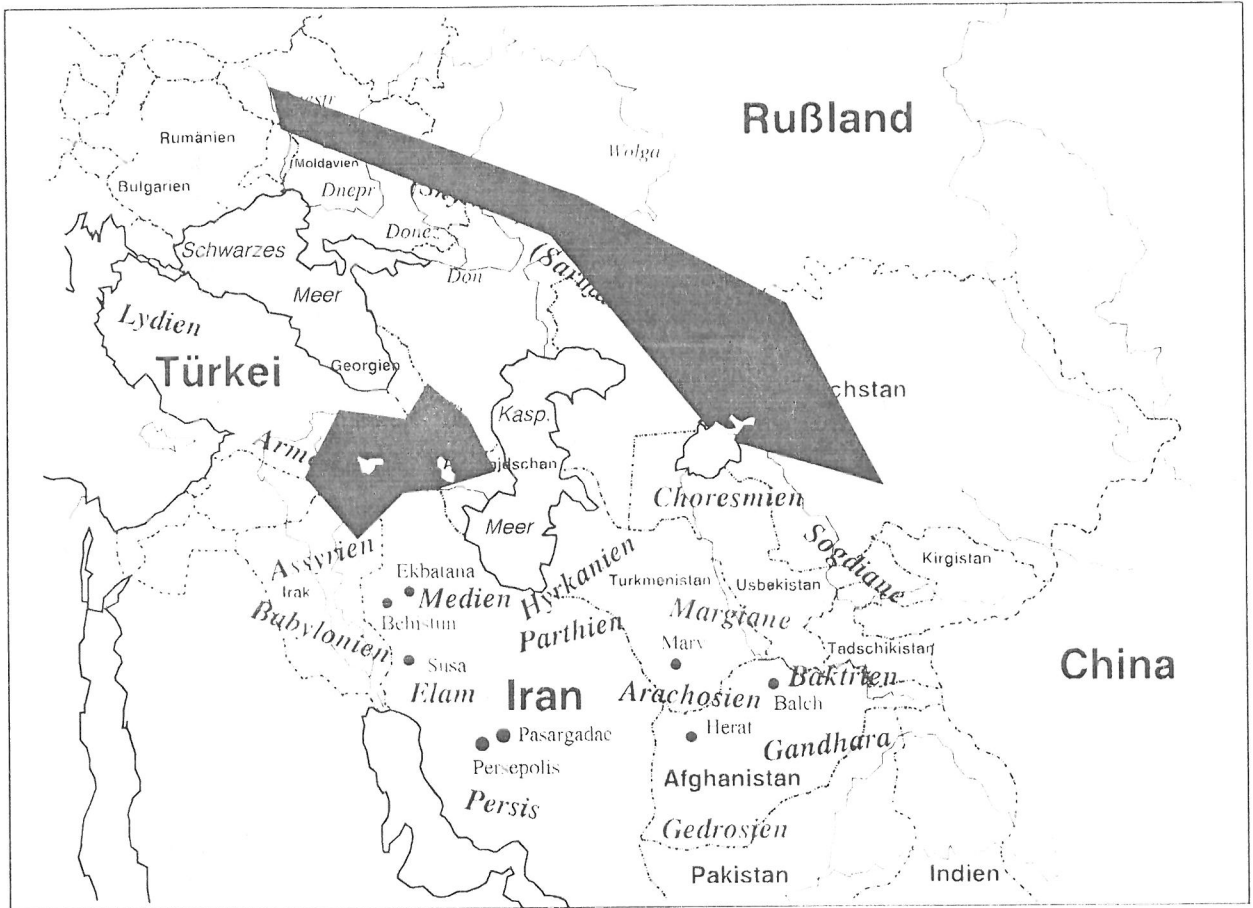 Rußland
Rumänien
Wolga
Moldavien
Bulgarien
Dnepr
Schwarzes
Don
Meer
Lydien
Türkei
Georgien
Kasp.
Choresmien
Meer
Sogdiane
Kirgistan
Assyrien
Ekbatana
Irak
Medien
Hyrkanien
Turkmenistan
Usbekistan
Behistun
Babylonien
Parthien
Margiane
Marv
Tadschikistan
China
Susa
Elam
Iran
Arachosien
Baktrien
Balch
Pasargadae
Herat
Gandhara
Persepolis
Afghanistan
Persis
Gedrosien
Pakistan
Indien